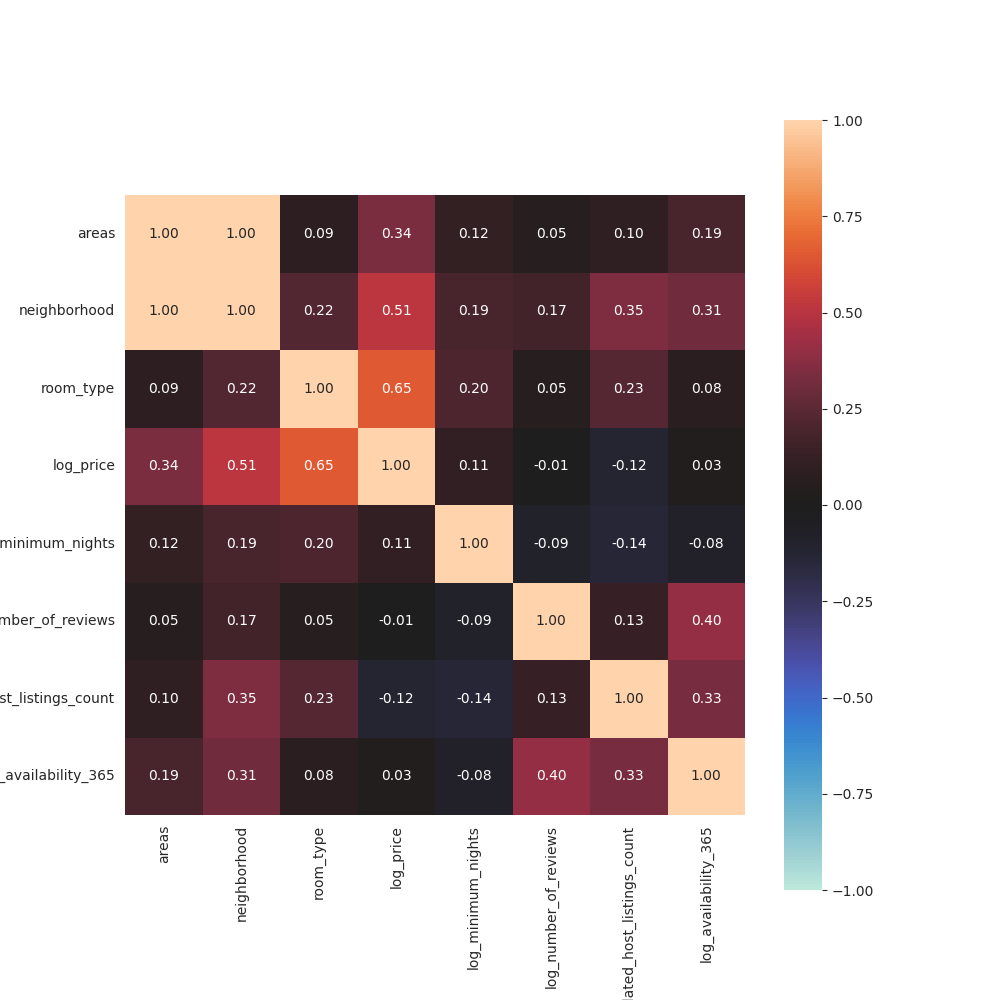 1.00
0.75
areas 1.00 1.00 0.09 0.34 0.12 0.05 0.10 0.19
neighborhood 1.00 1.00 0.22 0.51 0.19 0.17 0.35 0.31
0.50
0.25
room_type 0.09 0.22 1.00 0.65 0.20 0.05 0.23 0.08
log_price 0.34 0.51 0.65 1.00 0.11 -0.01 -0.12 0.03
0.00
minimum_nights 0.12 0.19 0.20 0.11 1.00 -0.09 -0.14 -0.08
−0.25
mber_of_reviews 0.05 0.17 0.05 -0.01 -0.09 1.00 0.13 0.40
st_listings_count 0.10 0.35 0.23 -0.12 -0.14 0.13 1.00 0.33
−0.50
_availability_365 0.19 0.31 0.08 0.03 -0.08 0.40 0.33 1.00
−0.75
−1.00
areas
neighborhood
room_type
log_price
log_minimum_nights
log_number_of_reviews
lated_host_listings_count
log_availability_365